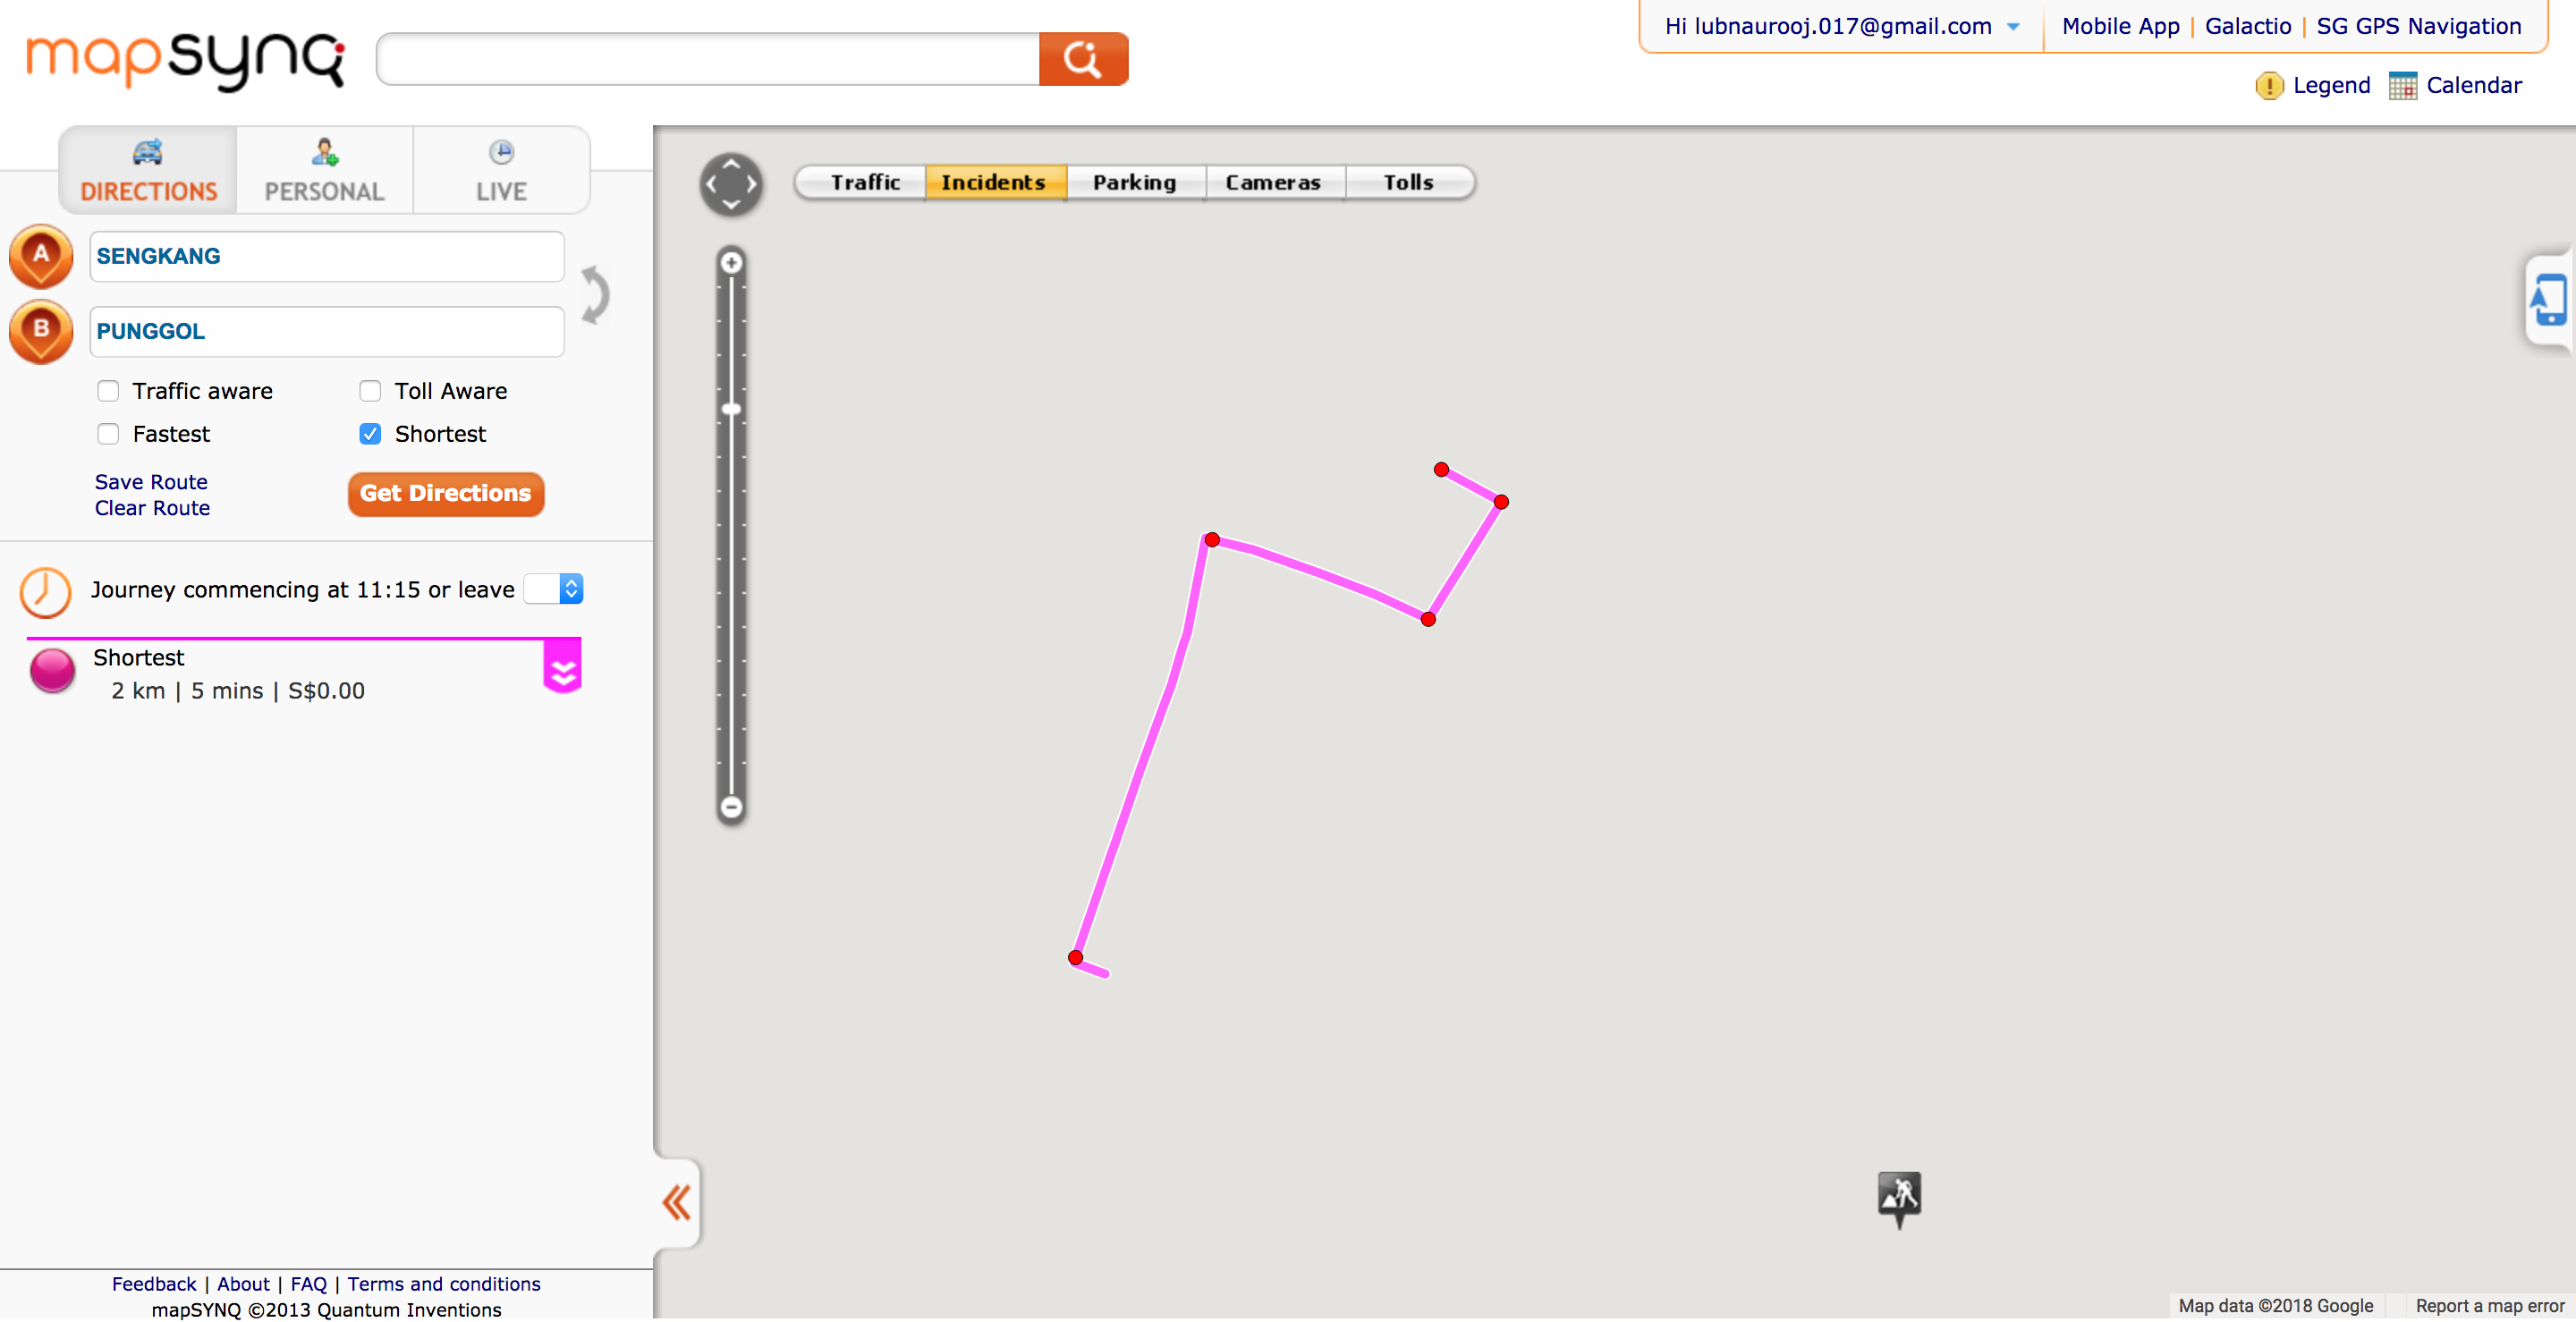 mapsynq
Hi lubnaurooj.017@gmail.com
Mobile App | Galactio | SG GPS Navigation
Legend
Calendar
DIRECTIONS
PERSONAL
LIVE
Traffic
Incidents
Parking
Cameras
Tolls
A
SENGKANG
B
PUNGGOL
Traffic aware
Toll Aware
Fastest
Shortest
Save Route
Clear Route
Get Directions
Journey commencing at 11:15 or leave
Shortest
2 km | 5 mins | S$0.00
Feedback | About | FAQ | Terms and conditions
mapSYNQ ©2013 Quantum Inventions
Map data ©2018 Google
Report a map error